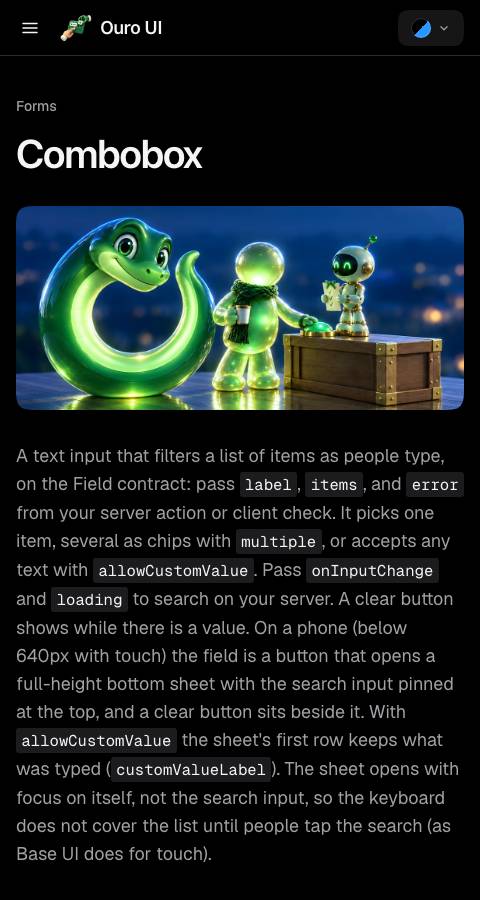 Ouro UI
Forms
Combobox
A text input that filters a list of items as people type,
on the Field contract: pass label, items, and error
from your server action or client check. It picks one
item, several as chips with multiple, or accepts any
text with allowCustomValue. Pass onInputChange
and loading to search on your server. A clear button
shows while there is a value. On a phone (below
640px with touch) the field is a button that opens a
full-height bottom sheet with the search input pinned
at the top, and a clear button sits beside it. With
allowCustomValue the sheet's first row keeps what
was typed (customValueLabel). The sheet opens with
focus on itself, not the search input, so the keyboard
does not cover the list until people tap the search (as
Base UI does for touch).